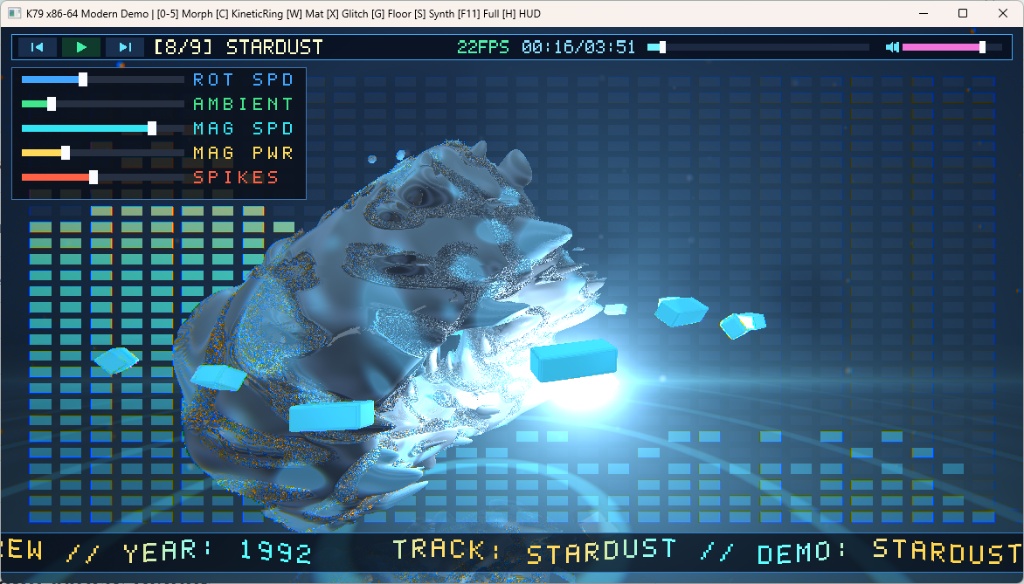 K79 x86-64 Modern Demo | [0-5] Morph [C] KineticRing [W] Mat [X] Glitch [G] Floor [S] Synth [F11] Full [H] HUD
[8/9] STARDUST 22FPS 00:16/03:51
ROT SPD
AMBIENT
MAG SPD
MAG PWR
SPIKES
EW // YEAR: 1992 TRACK: STARDUST // DEMO: STARDUST